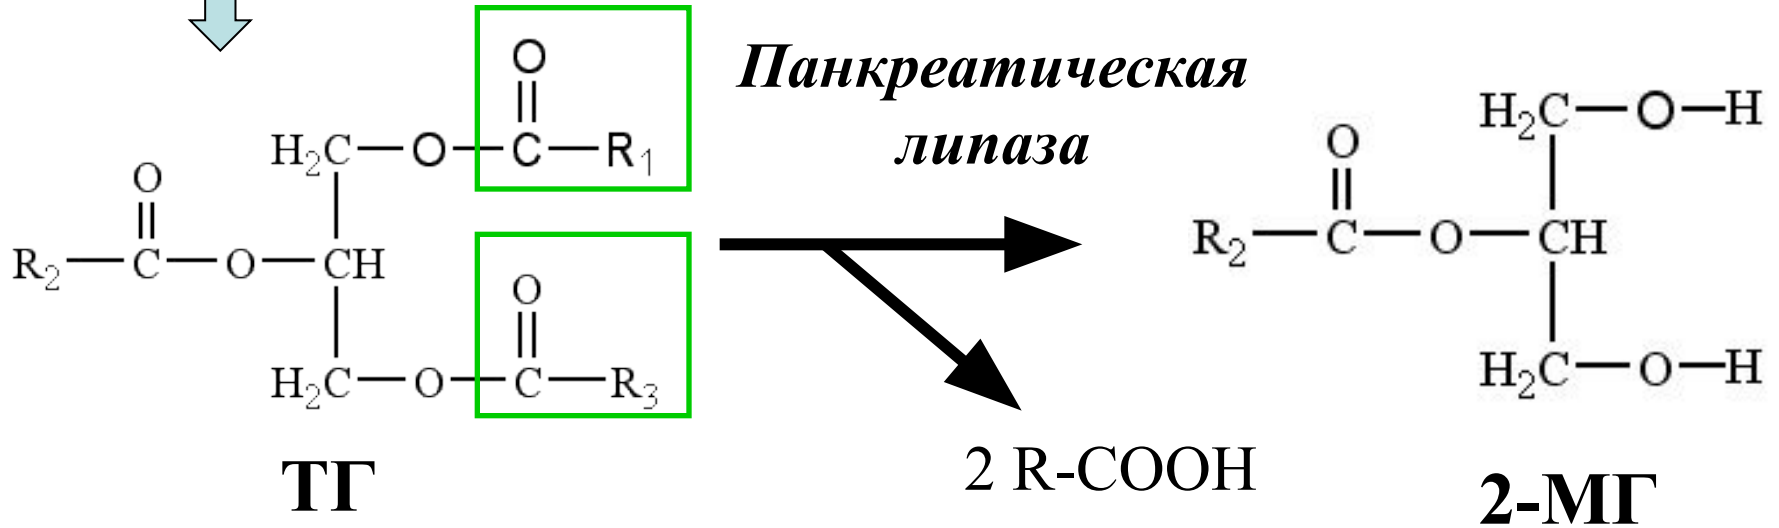 Панкреатическая
липаза
O
||
H₂C—O—C—R₁
O
||
R₂—C—O—CH
O
||
H₂C—O—C—R₃
ТГ
2 R-COOH
H₂C—O—H
O
||
R₂—C—O—CH
H₂C—O—H
2-МГ